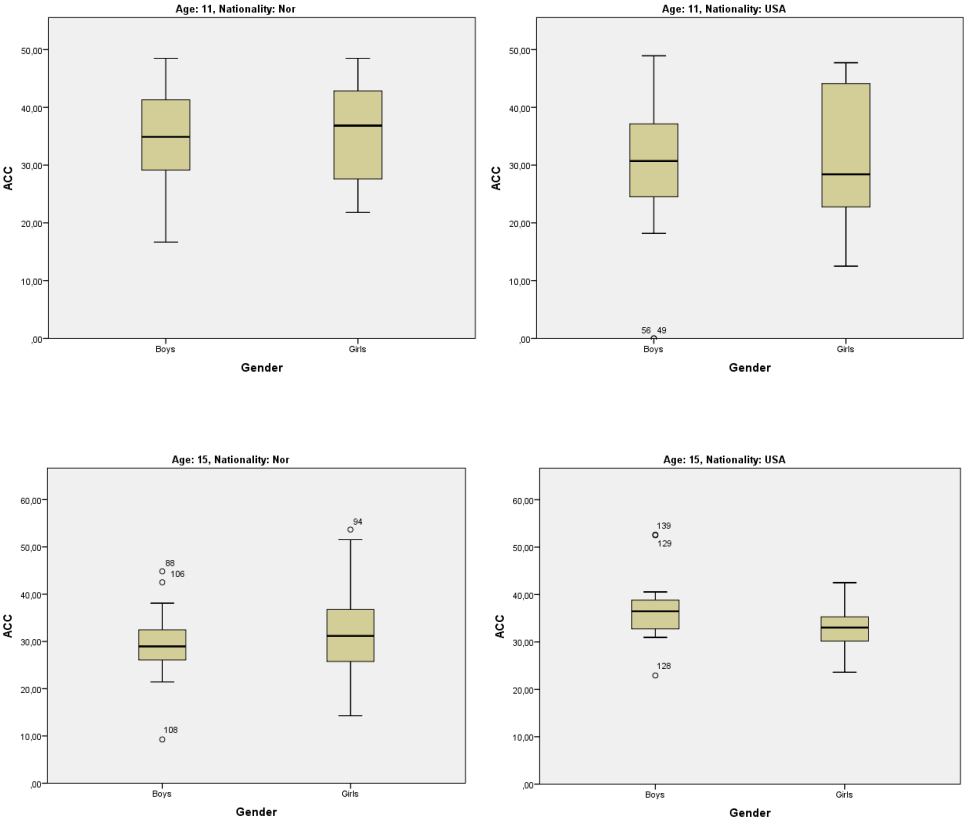 Age: 11, Nationality: Nor
50,00
40,00
30,00
20,00
10,00
,00
ACC
Boys
Girls
Gender
Age: 11, Nationality: USA
50,00
40,00
30,00
20,00
10,00
,00
ACC
56 49
Boys
Girls
Gender
Age: 15, Nationality: Nor
60,00
50,00
40,00
30,00
20,00
10,00
,00
ACC
94
88
106
108
Boys
Girls
Gender
Age: 15, Nationality: USA
60,00
50,00
40,00
30,00
20,00
10,00
,00
ACC
139
129
128
Boys
Girls
Gender